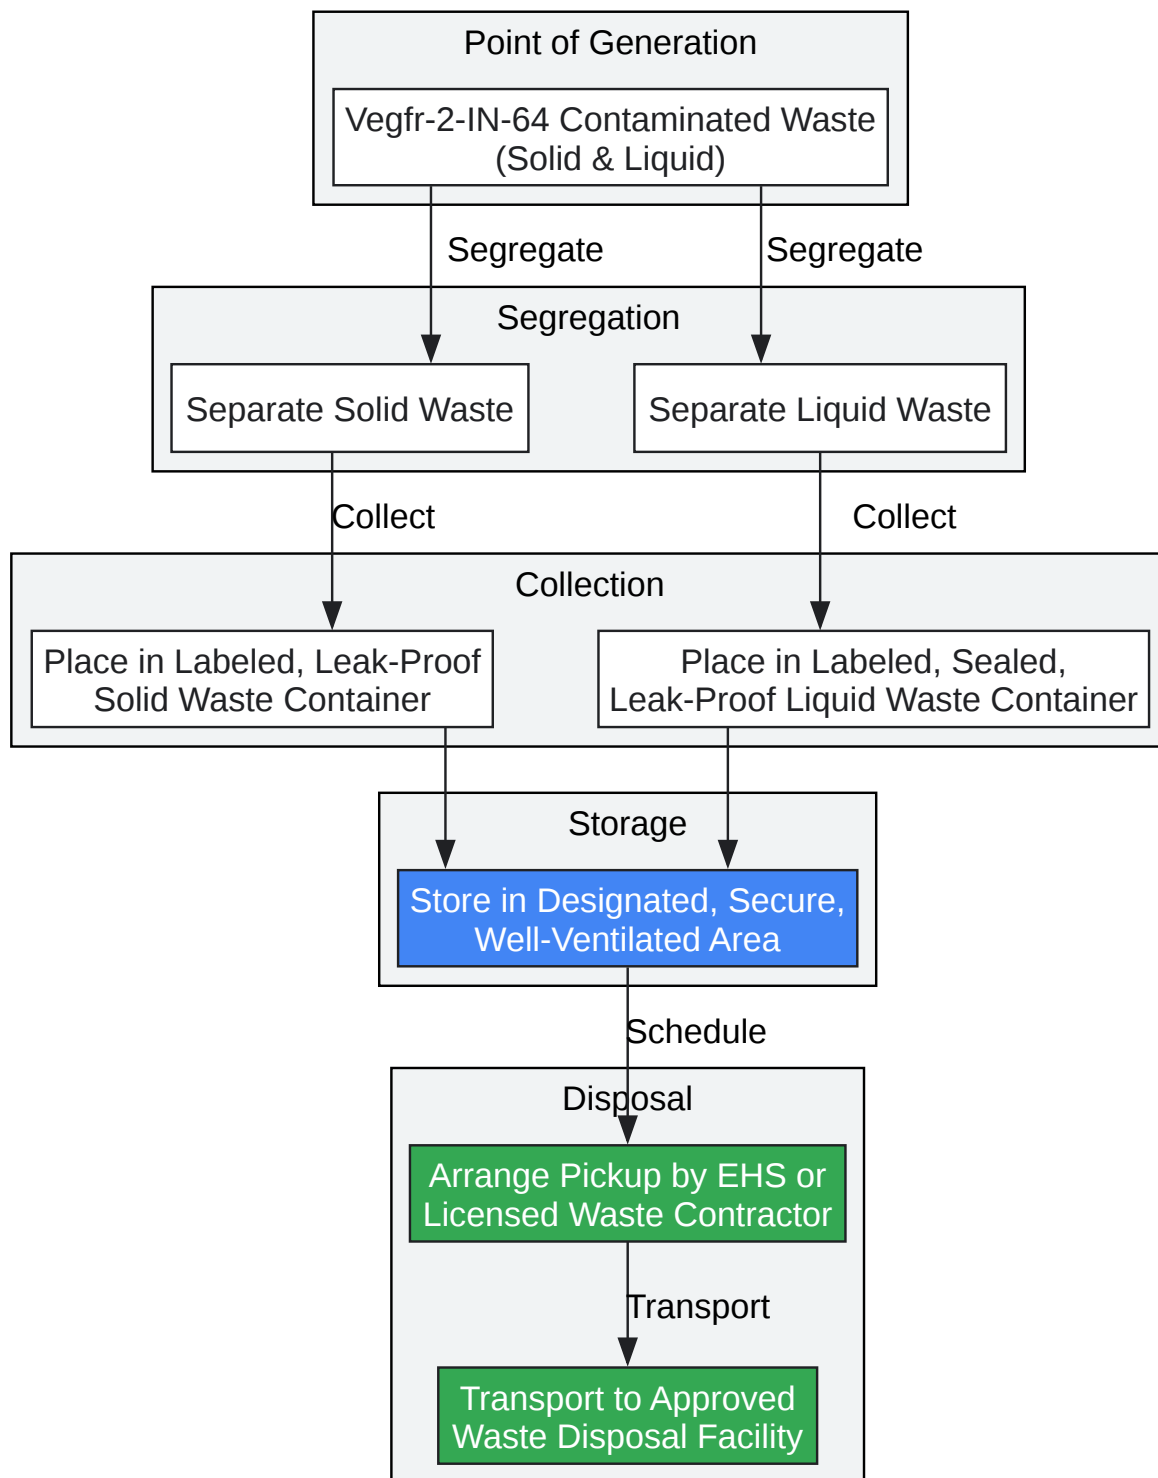 Point of Generation
Vegfr-2-IN-64 Contaminated Waste
(Solid & Liquid)
Segregate
Segregate
Segregation
Separate Solid Waste
Separate Liquid Waste
Collect
Collect
Collection
Place in Labeled, Leak-Proof
Solid Waste Container
Place in Labeled, Sealed,
Leak-Proof Liquid Waste Container
Storage
Store in Designated, Secure,
Well-Ventilated Area
Schedule
Disposal
Arrange Pickup by EHS or
Licensed Waste Contractor
Transport
Transport to Approved
Waste Disposal Facility